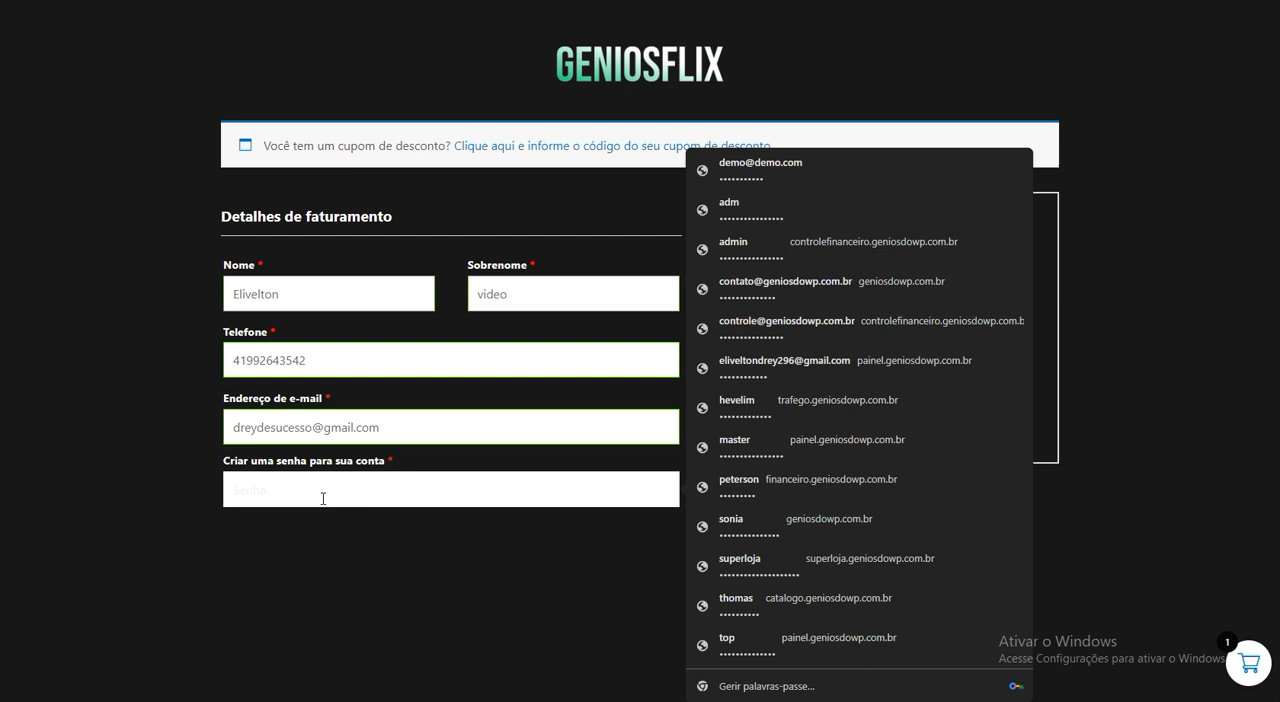 GENIOSFLIX
Você tem um cupom de desconto? Clique aqui e informe o código do seu cupom de desconto
Detalhes de faturamento
Nome *
Sobrenome *
Elivelton
video
Telefone *
41992643542
Endereço de e-mail *
dreydesucesso@gmail.com
Criar uma senha para sua conta *
Senha
demo@demo.com
•••••••••••
adm
••••••••••••••••
admin controlefinanceiro.geniosdowp.com.br
••••••••••••••••
contato@geniosdowp.com.br geniosdowp.com.br
••••••••••••••
controle@geniosdowp.com.br controlefinanceiro.geniosdowp.com.b
••••••••••••••••
eliveltondrey296@gmail.com painel.geniosdowp.com.br
••••••••••••
hevelim trafego.geniosdowp.com.br
•••••••••••••
master painel.geniosdowp.com.br
••••••••••••••••
peterson financeiro.geniosdowp.com.br
•••••••••
sonia geniosdowp.com.br
•••••••••••••••
superloja superloja.geniosdowp.com.br
••••••••••••••••••••
thomas catalogo.geniosdowp.com.br
••••••••••
top painel.geniosdowp.com.br
••••••••••••••
Gerir palavras-passe...
Ativar o Windows
Acesse Configurações para ativar o Windows
1